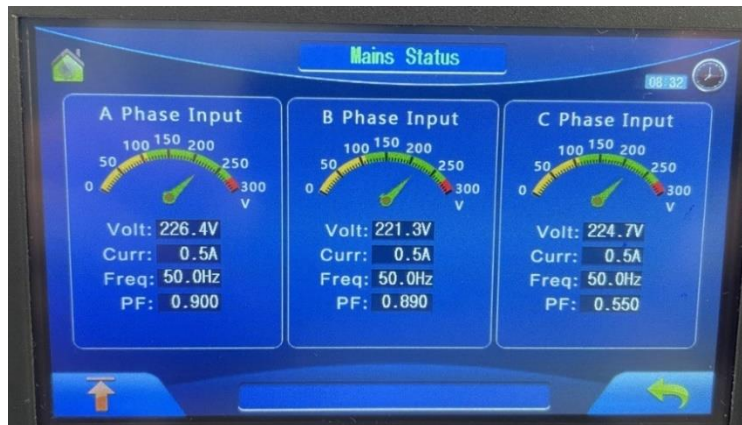 Mains Status
08:32
A Phase Input
0 50 100 150 200 250 300
V
Volt: 226.4V
Curr: 0.5A
Freq: 50.0Hz
PF: 0.900
B Phase Input
0 50 100 150 200 250 300
V
Volt: 221.3V
Curr: 0.5A
Freq: 50.0Hz
PF: 0.890
C Phase Input
0 50 100 150 200 250 300
V
Volt: 224.7V
Curr: 0.5A
Freq: 50.0Hz
PF: 0.550